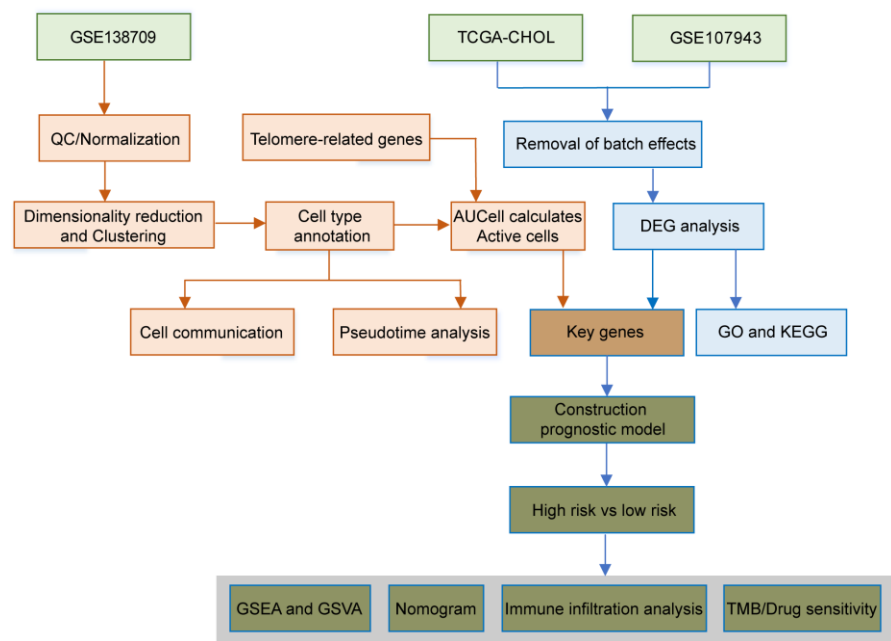 GSE138709
TCGA-CHOL
GSE107943
QC/Normalization
Telomere-related genes
Removal of batch effects
Dimensionality reduction
and Clustering
Cell type
annotation
AUCell calculates
Active cells
DEG analysis
Cell communication
Pseudotime analysis
Key genes
GO and KEGG
Construction
prognostic model
High risk vs low risk
GSEA and GSVA
Nomogram
Immune infiltration analysis
TMB/Drug sensitivity